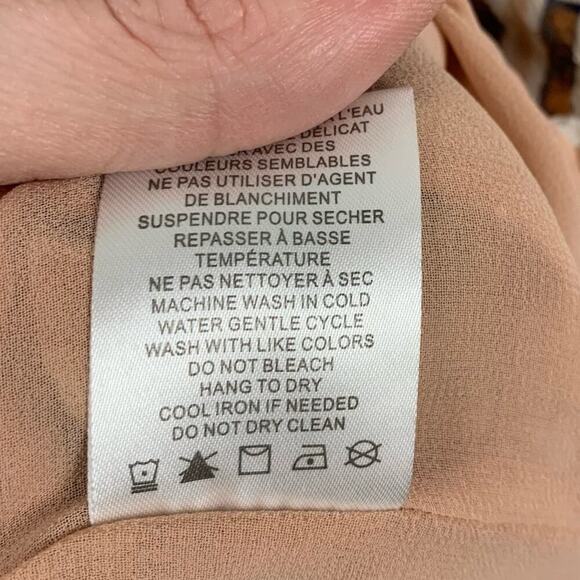 L'EAU
DÉLICAT
AVEC DES
COULEURS SEMBLABLES
NE PAS UTILISER D'AGENT
DE BLANCHIMENT
SUSPENDRE POUR SECHER
REPASSER À BASSE
TEMPÉRATURE
NE PAS NETTOYER À SEC
MACHINE WASH IN COLD
WATER GENTLE CYCLE
WASH WITH LIKE COLORS
DO NOT BLEACH
HANG TO DRY
COOL IRON IF NEEDED
DO NOT DRY CLEAN